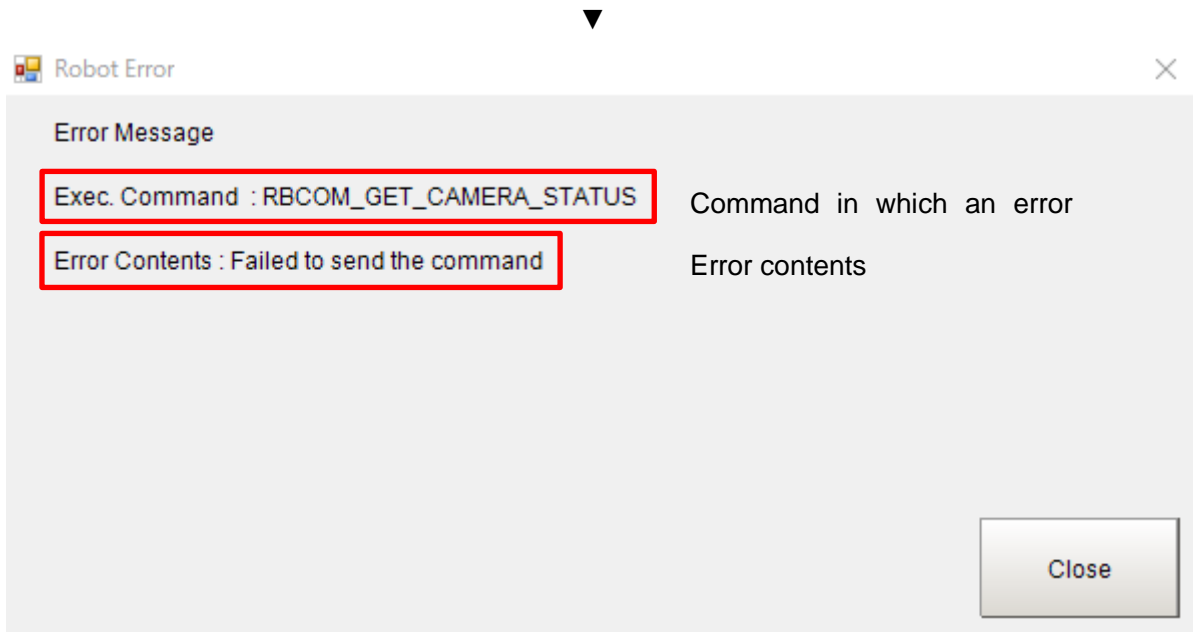 ▼
Robot Error
Error Message
Exec. Command : RBCOM_GET_CAMERA_STATUS
Command in which an error
Error Contents : Failed to send the command
Error contents
Close